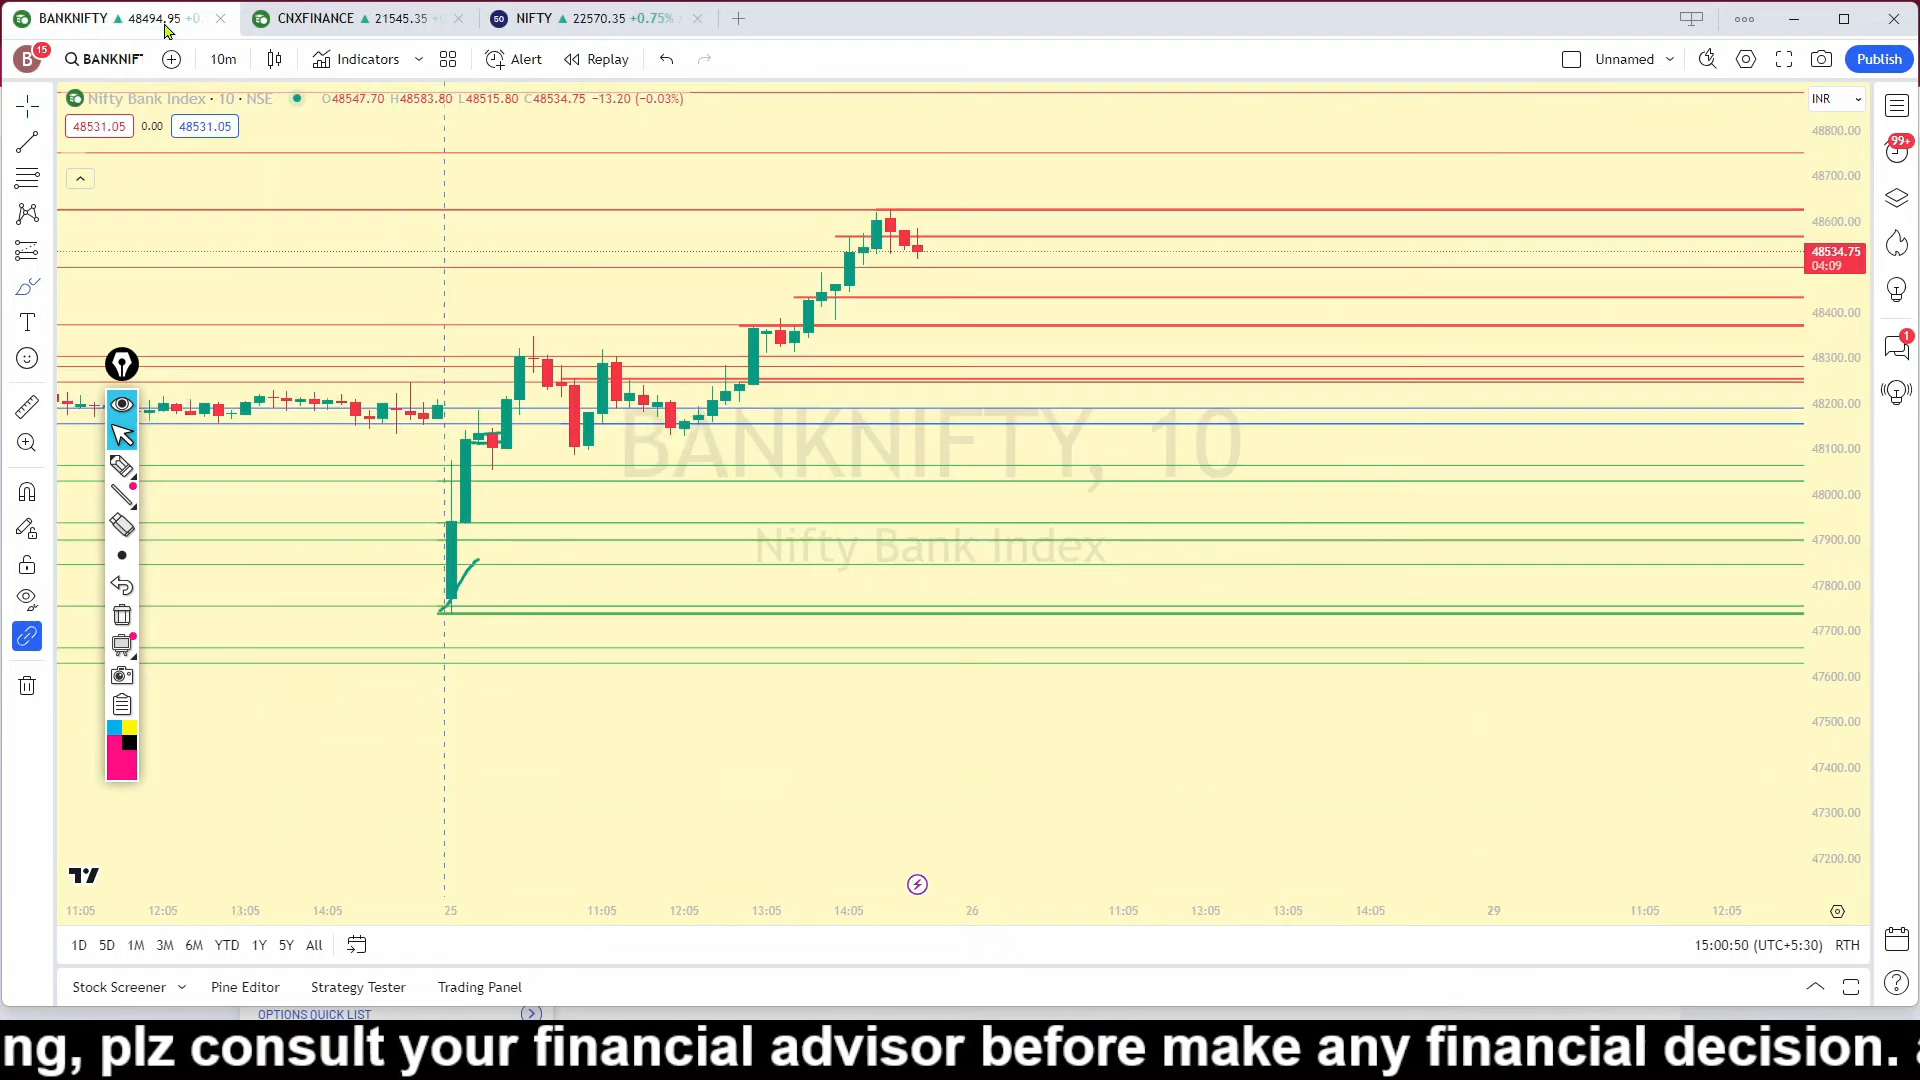 BANKNIFTY ▲ 48494.95 +0.
CNXFINANCE ▲ 21545.35
50 NIFTY ▲ 22570.35 +0.75%
B 15 BANKNIF 10m Indicators Alert Replay Unnamed Publish
Nifty Bank Index · 10 · NSE O48547.70 H48583.80 L48515.80 C48534.75 −13.20 (−0.03%)
INR
48531.05 0.00 48531.05
99+
1
48800.00
48700.00
48600.00
48534.75
04:09
48400.00
48300.00
48200.00
48100.00
48000.00
47900.00
47800.00
47700.00
47600.00
47500.00
47400.00
47300.00
47200.00
BANKNIFTY, 10
Nifty Bank Index
11:05 12:05 13:05 14:05 25 11:05 12:05 13:05 14:05 26 11:05 12:05 13:05 14:05 29 11:05 12:05
1D 5D 1M 3M 6M YTD 1Y 5Y All 15:00:50 (UTC+5:30) RTH
Stock Screener Pine Editor Strategy Tester Trading Panel
OPTIONS QUICK LIST
ng, plz consult your financial advisor before make any financial decision.